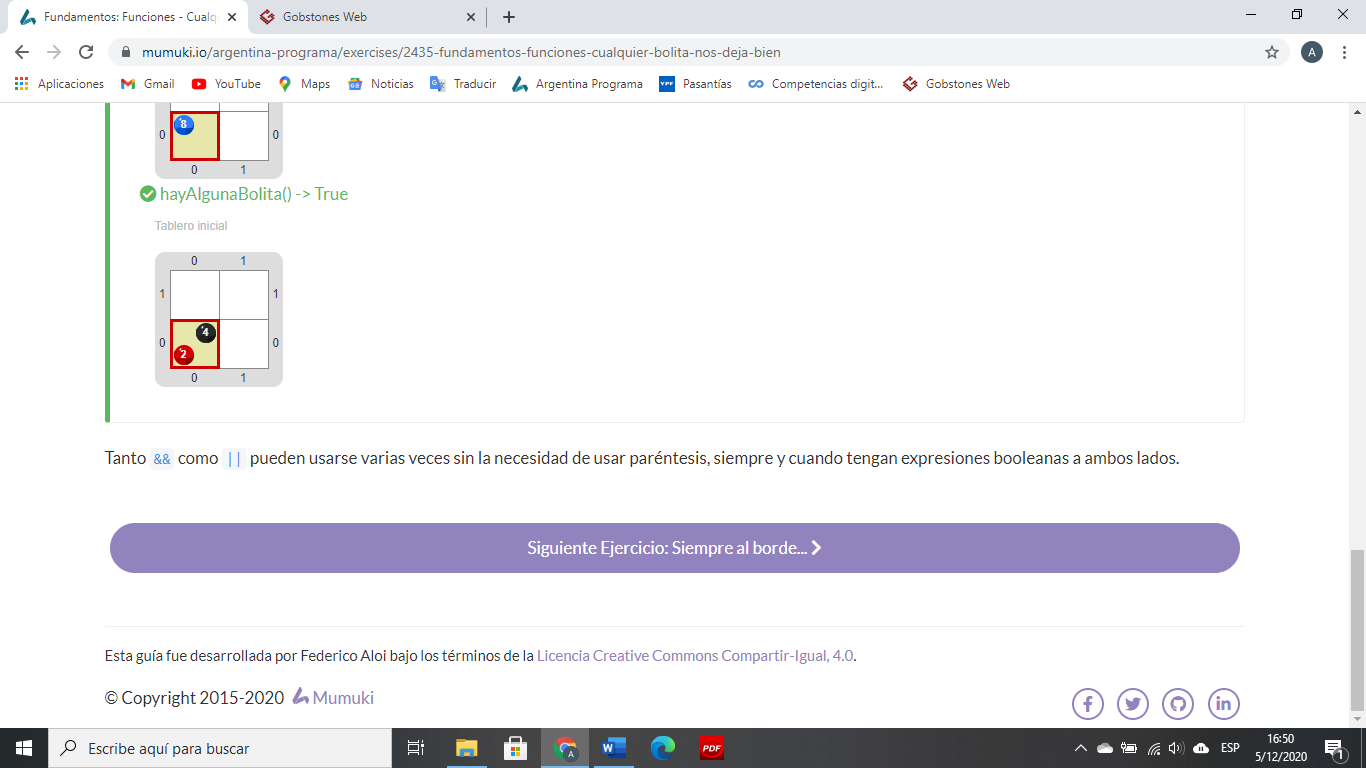 Fundamentos: Funciones - Cualq
Gobstones Web
mumuki.io/argentina-programa/exercises/2435-fundamentos-funciones-cualquier-bolita-nos-deja-bien
A
Aplicaciones Gmail YouTube Maps Noticias Traducir Argentina Programa YPF Pasantías Competencias digit... Gobstones Web
8
0 0
0 1
hayAlgunaBolita() -> True
Tablero inicial
0 1
1 1
4
0 0
2
0 1
Tanto && como || pueden usarse varias veces sin la necesidad de usar paréntesis, siempre y cuando tengan expresiones booleanas a ambos lados.
Siguiente Ejercicio: Siempre al borde...
Esta guía fue desarrollada por Federico Aloi bajo los términos de la Licencia Creative Commons Compartir-Igual, 4.0.
© Copyright 2015-2020 Mumuki
Escribe aquí para buscar
A
W
PDF
ESP
16:50
5/12/2020
1